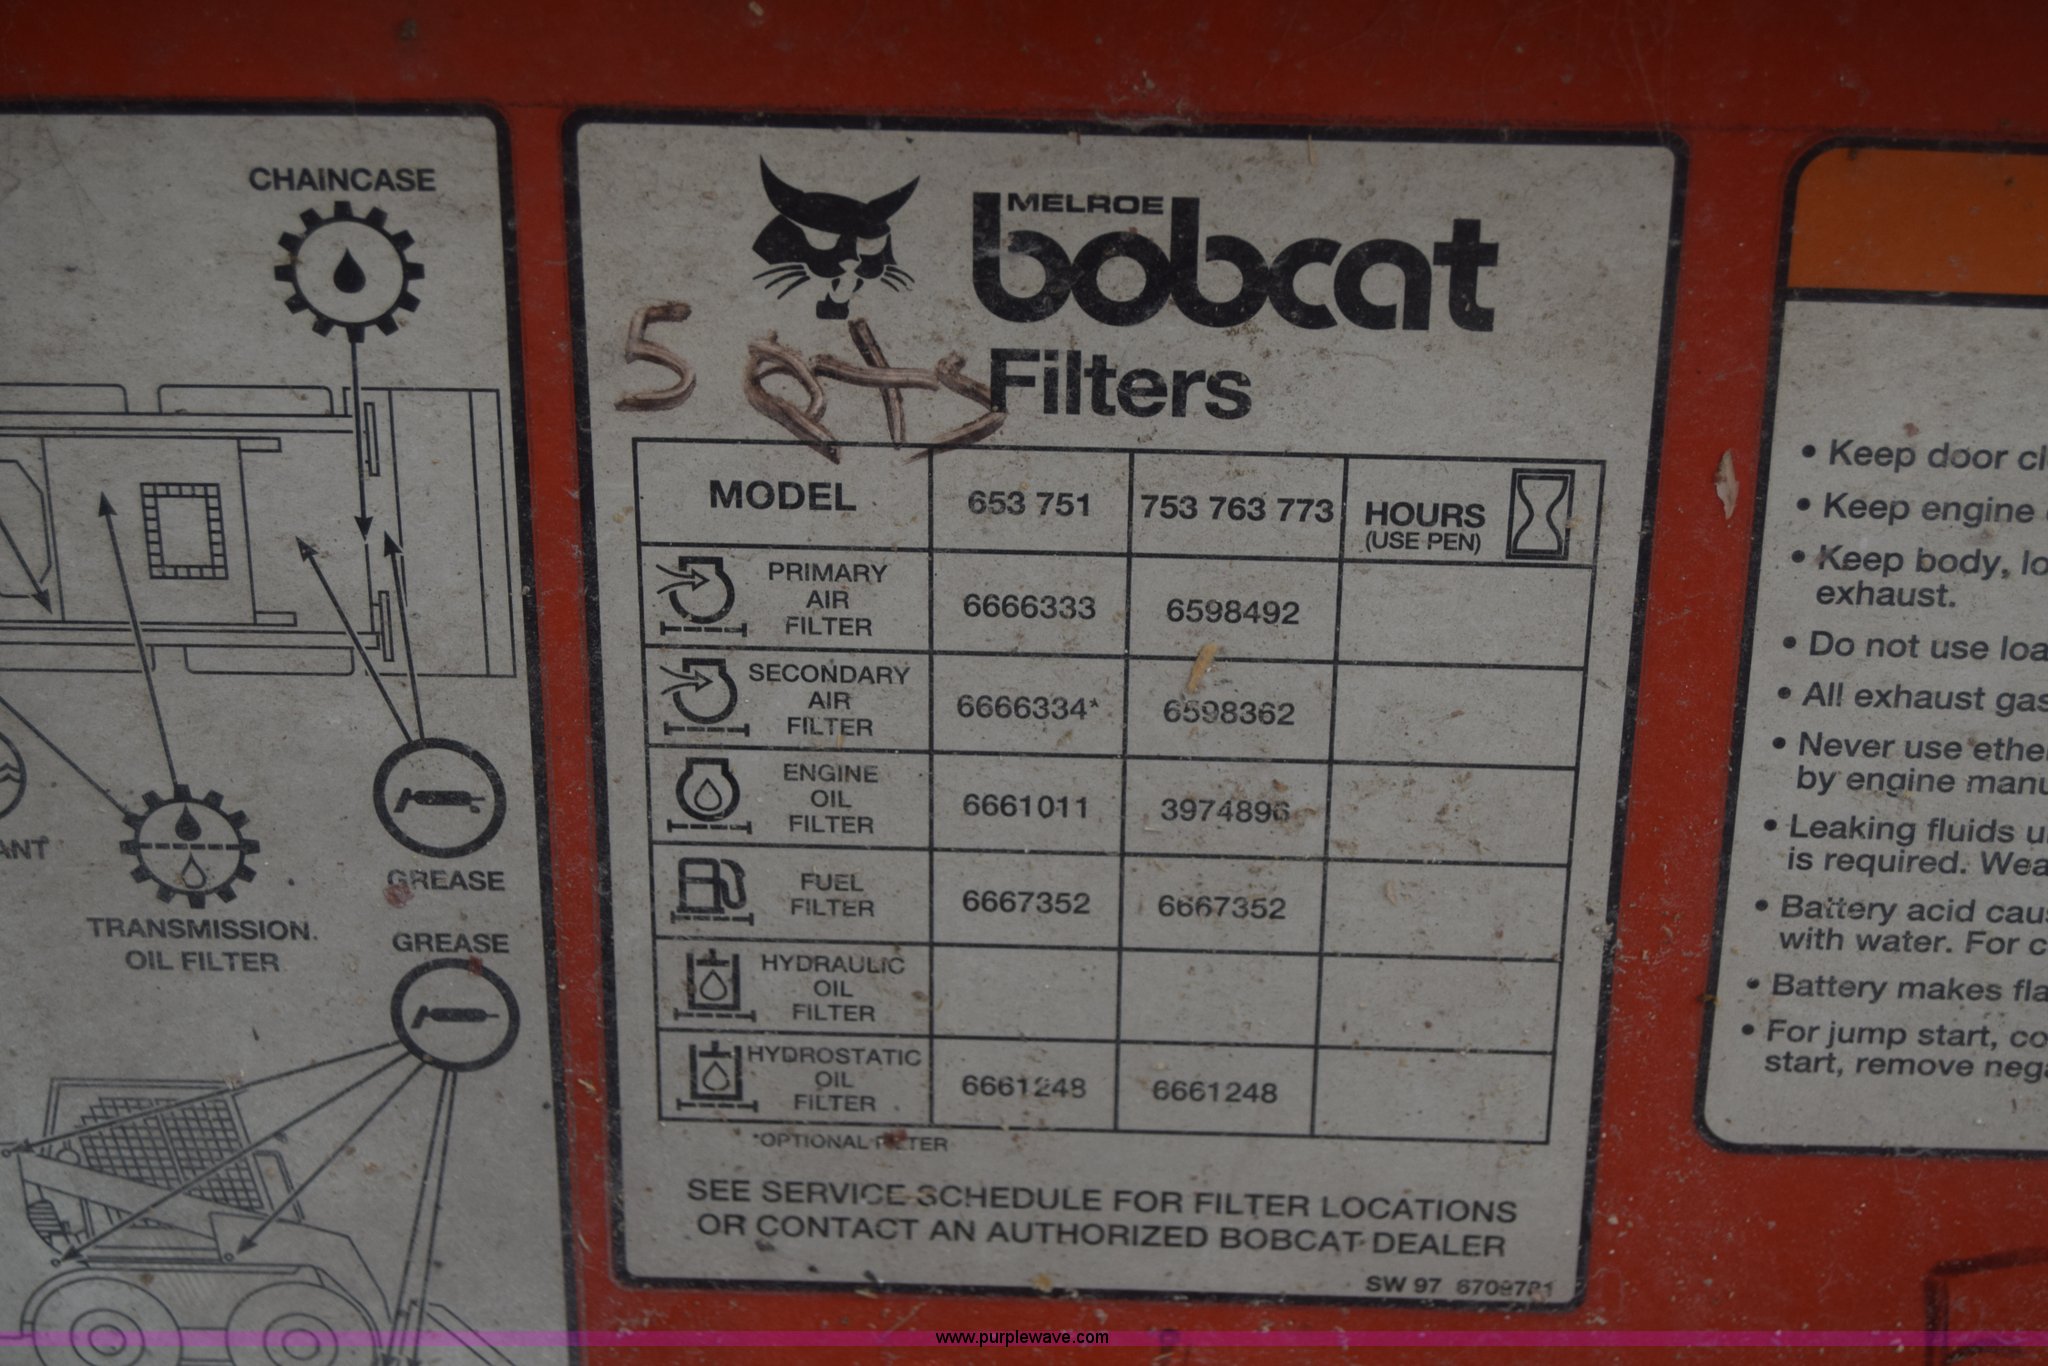 CHAINCASE
GREASE
TRANSMISSION
OIL FILTER
GREASE
MELROE
bobcat
5 qts
Filters
MODEL 653 751 753 763 773 HOURS
(USE PEN)
PRIMARY
AIR
FILTER 6666333 6598492
SECONDARY
AIR
FILTER 6666334* 6598362
ENGINE
OIL
FILTER 6661011 3974896
FUEL
FILTER 6667352 6667352
HYDRAULIC
OIL
FILTER
HYDROSTATIC
OIL
FILTER 6661248 6661248
*OPTIONAL FILTER
SEE SERVICE SCHEDULE FOR FILTER LOCATIONS
OR CONTACT AN AUTHORIZED BOBCAT DEALER
SW 97
• Keep door
• Keep engine
• Keep body,
exhaust.
• Do not use
• All exhaust
• Never use
by engine
• Leaking fluids
is required.
• Battery acid
with water. For
• Battery makes
• For jump start,
start, remove
www.purplewave.com